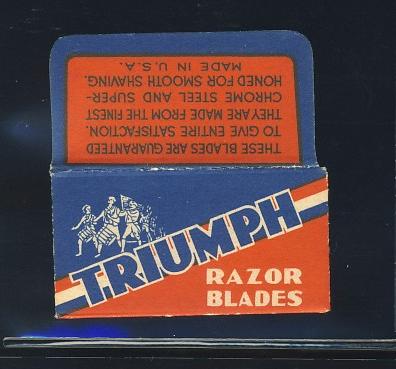 THESE BLADES ARE GUARANTEED
TO GIVE ENTIRE SATISFACTION.
THEY ARE MADE FROM THE FINEST
CHROME STEEL AND SUPER-
HONED FOR SMOOTH SHAVING.
MADE IN U.S.A.
TRIUMPH
RAZOR
BLADES